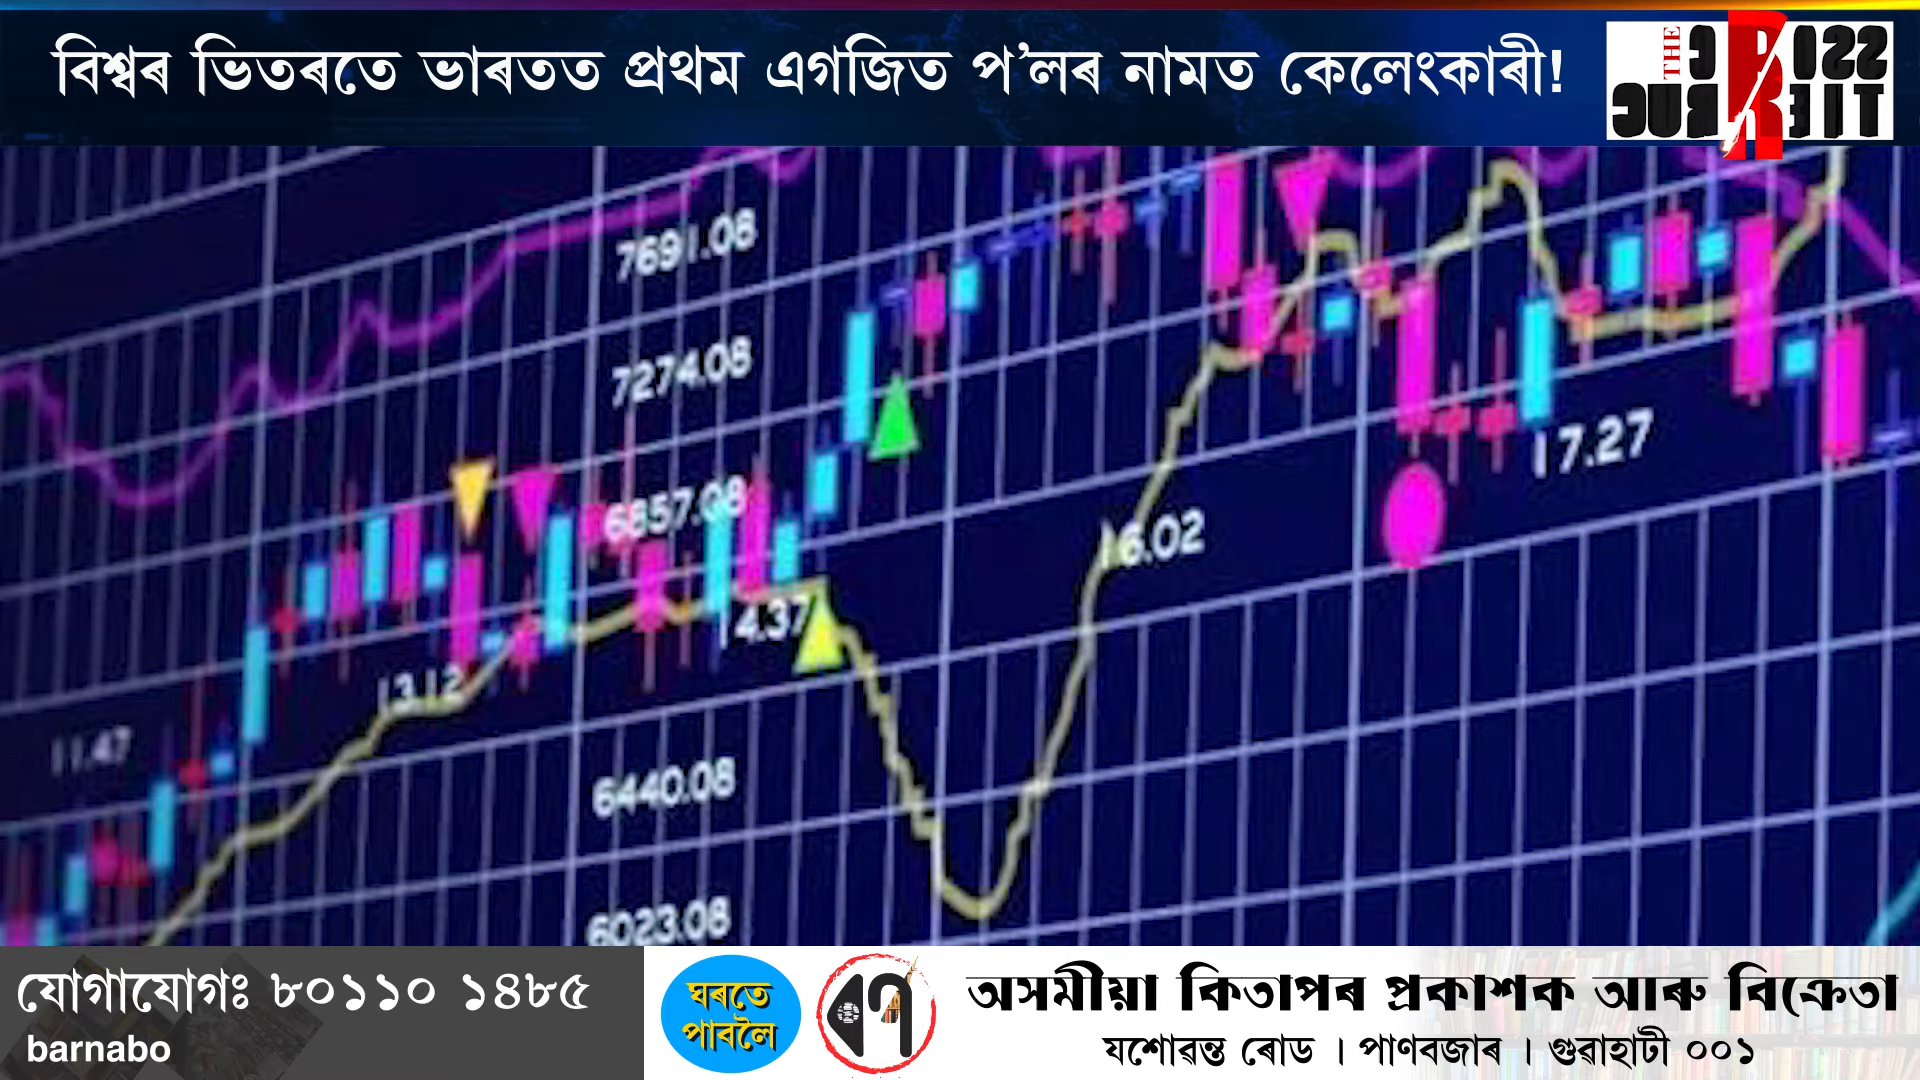 বিশ্বৰ ভিতৰতে ভাৰতত প্ৰথম এগজিত প’লৰ নামত কেলেংকাৰী!
THE CROSS CURRENT
7691.08
7274.08
6857.08
17.27
16.02
14.37
13.12
11.47
6440.08
6023.08
যোগাযোগঃ ৮০১১০ ১৪৮৫
barnabo
ঘৰতে
পাবলৈ
অসমীয়া কিতাপৰ প্ৰকাশক আৰু বিক্ৰেতা
যশোৱন্ত ৰোড । পাণবজাৰ । গুৱাহাটী ০০১